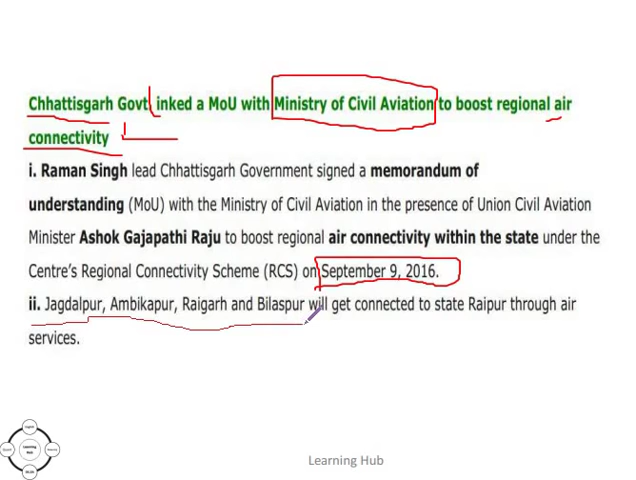 Chhattisgarh Govt inked a MoU with Ministry of Civil Aviation to boost regional air
connectivity
i. Raman Singh lead Chhattisgarh Government signed a memorandum of
understanding (MoU) with the Ministry of Civil Aviation in the presence of Union Civil Aviation
Minister Ashok Gajapathi Raju to boost regional air connectivity within the state under the
Centre's Regional Connectivity Scheme (RCS) on September 9, 2016.
ii. Jagdalpur, Ambikapur, Raigarh and Bilaspur will get connected to state Raipur through air
services.
Learning
Hub
Learning Hub